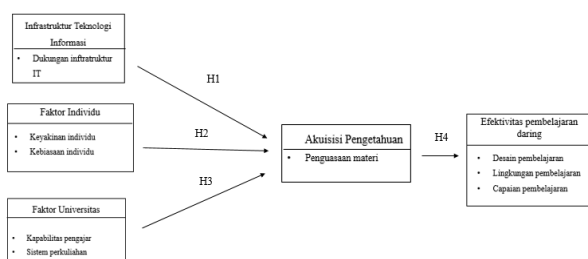 Infrastruktur Teknologi
Informasi
• Dukungan inftratruktur
IT
H1
Faktor Individu
• Keyakinan individu
• Kebiasaan individu
H2
Faktor Universitas
• Kapabilitas pengajar
• Sistem perkuliahan
H3
Akuisisi Pengetahuan
• Penguasaan materi
H4
Efektivitas pembelajaran
daring
• Desain pembelajaran
• Lingkungan pembelajaran
• Capaian pembelajaran